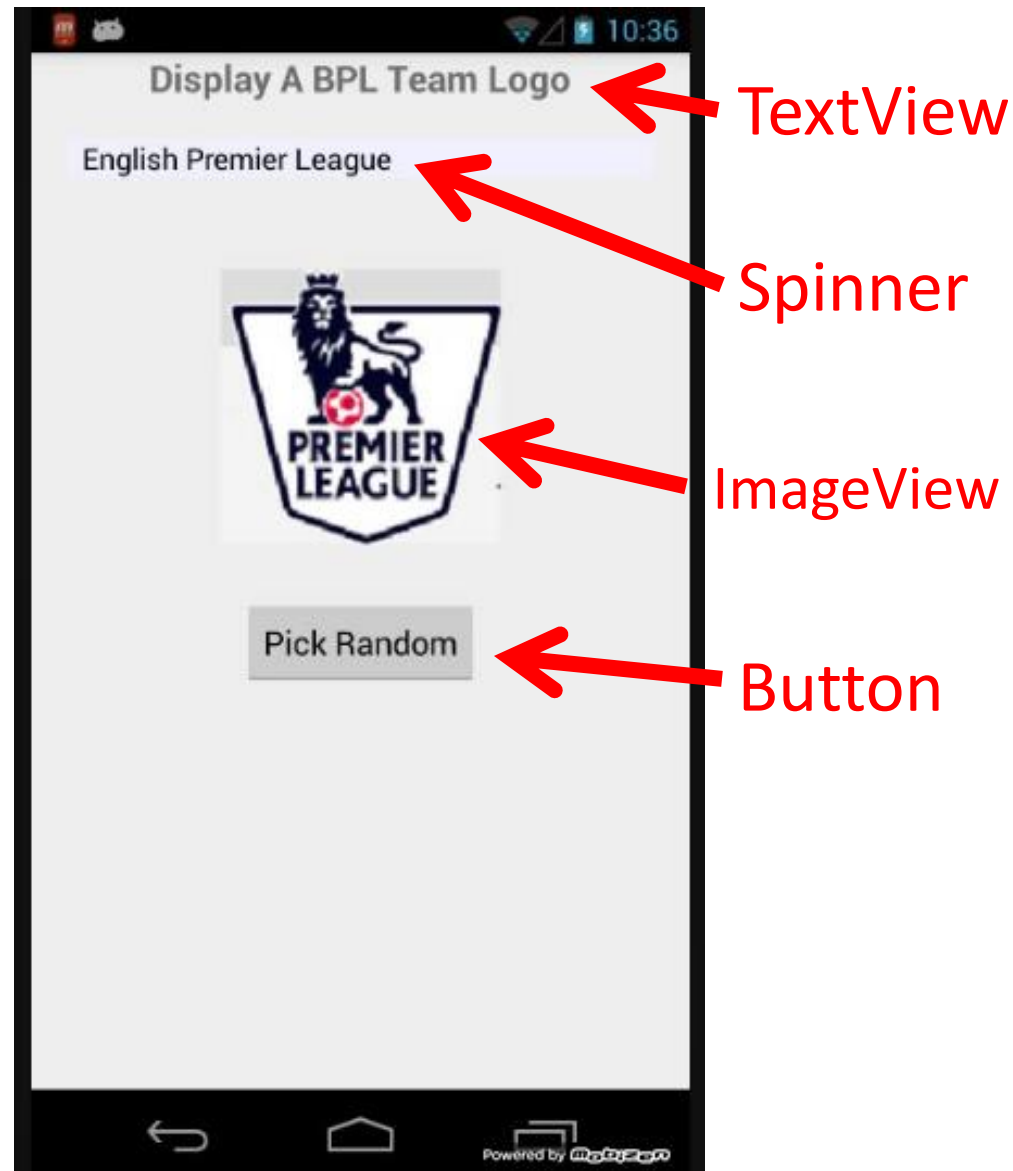 10:36
Display A BPL Team Logo
TextView
English Premier League
Spinner
PREMIER
LEAGUE
ImageView
Pick Random
Button
Powered by Mobizen